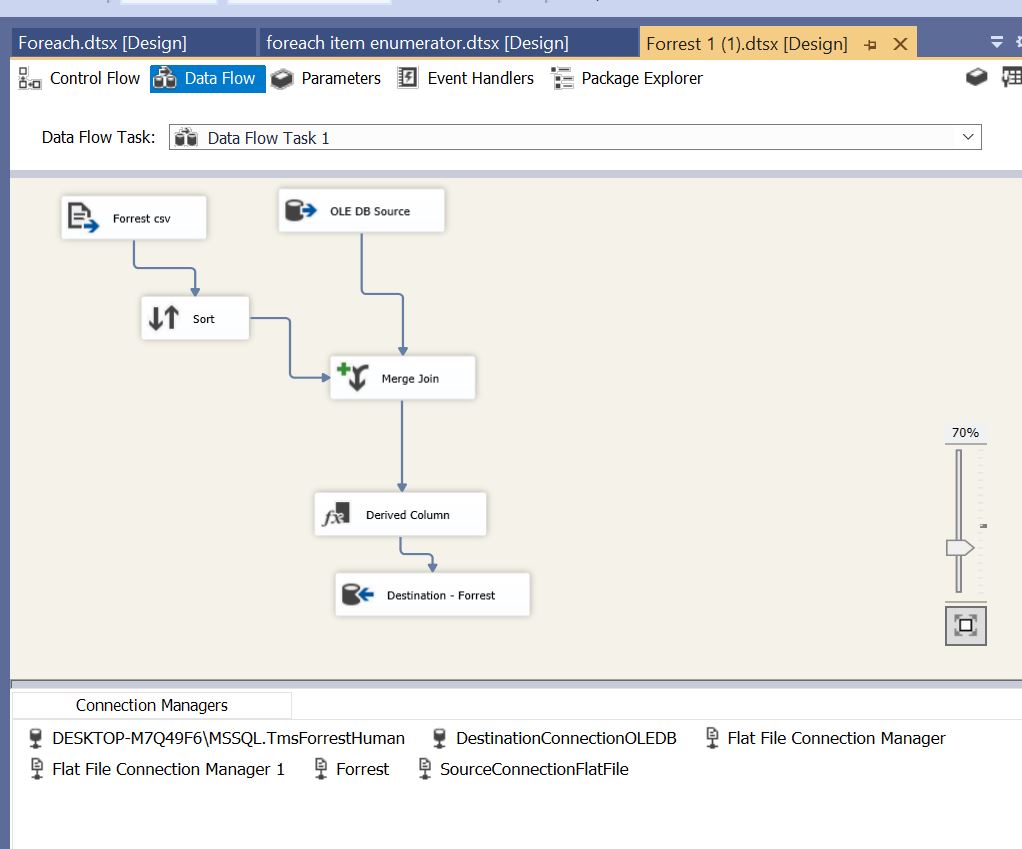 Foreach.dtsx [Design] foreach item enumerator.dtsx [Design] Forrest 1 (1).dtsx [Design]
Control Flow Data Flow Parameters Event Handlers Package Explorer
Data Flow Task: Data Flow Task 1
Forrest csv OLE DB Source
Sort
Merge Join
70%
Derived Column
Destination - Forrest
Connection Managers
DESKTOP-M7Q49F6\MSSQL.TmsForrestHuman DestinationConnectionOLEDB Flat File Connection Manager
Flat File Connection Manager 1 Forrest SourceConnectionFlatFile